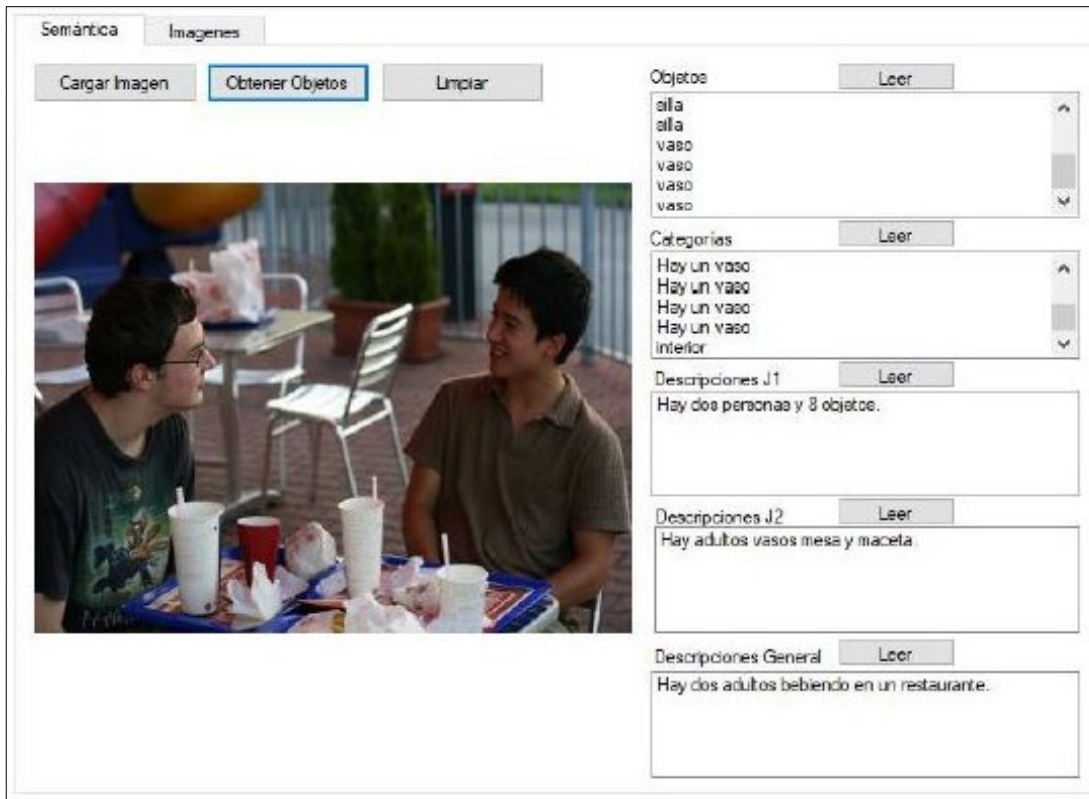 Semántica
Imagenes
Cargar Imagen
Obtener Objetos
Limpiar
Objetos
Leer
silla
silla
vaso
vaso
vaso
vaso
Categorías
Leer
Hay un vaso
Hay un vaso
Hay un vaso
Hay un vaso
interior
Descripciones J1
Leer
Hay dos personas y 8 objetos.
Descripciones J2
Leer
Hay adultos vasos mesa y maceta.
Descripciones General
Leer
Hay dos adultos bebiendo en un restaurante.